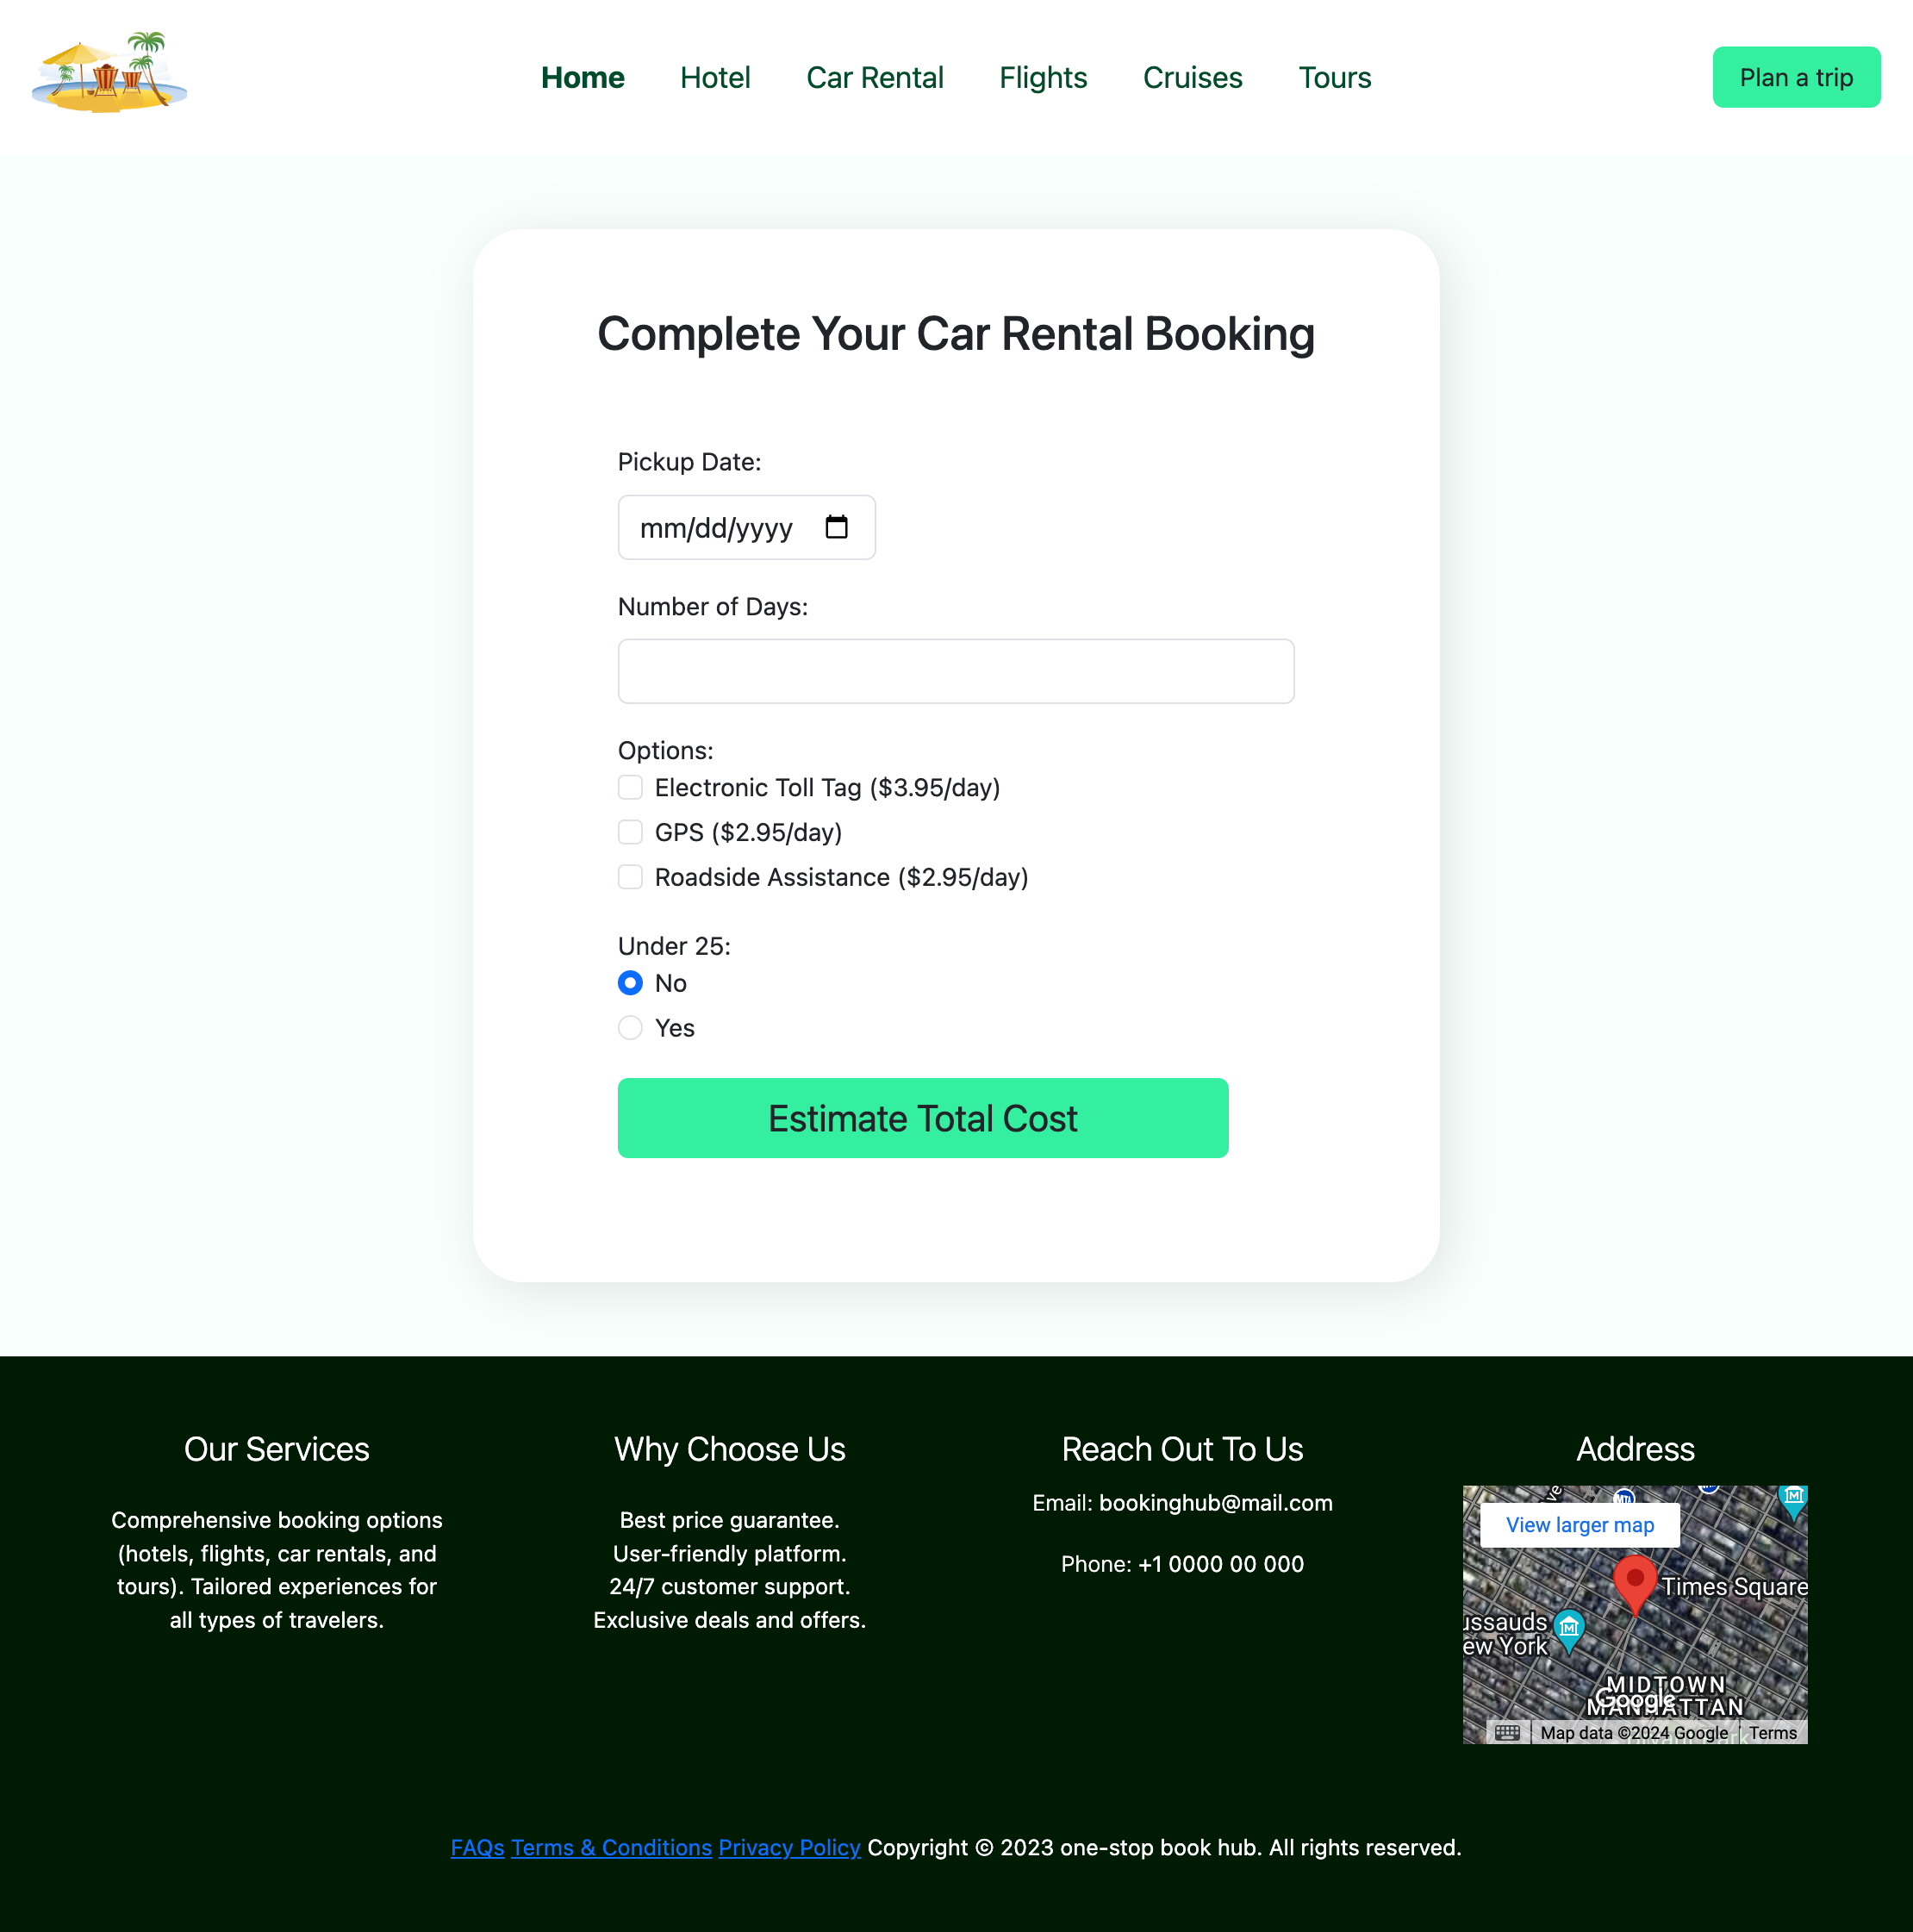 Home Hotel Car Rental Flights Cruises Tours Plan a trip
Complete Your Car Rental Booking
Pickup Date:
mm/dd/yyyy
Number of Days:
Options:
Electronic Toll Tag ($3.95/day)
GPS ($2.95/day)
Roadside Assistance ($2.95/day)
Under 25:
No
Yes
Estimate Total Cost
Our Services
Comprehensive booking options
(hotels, flights, car rentals, and
tours). Tailored experiences for
all types of travelers.
Why Choose Us
Best price guarantee.
User-friendly platform.
24/7 customer support.
Exclusive deals and offers.
Reach Out To Us
Email: bookinghub@mail.com
Phone: +1 0000 00 000
Address
View larger map
Times Square
ussauds
ew York
MIDTOWN
MANHATTAN
Google
Map data ©2024 Google Terms
FAQs Terms & Conditions Privacy Policy Copyright © 2023 one-stop book hub. All rights reserved.